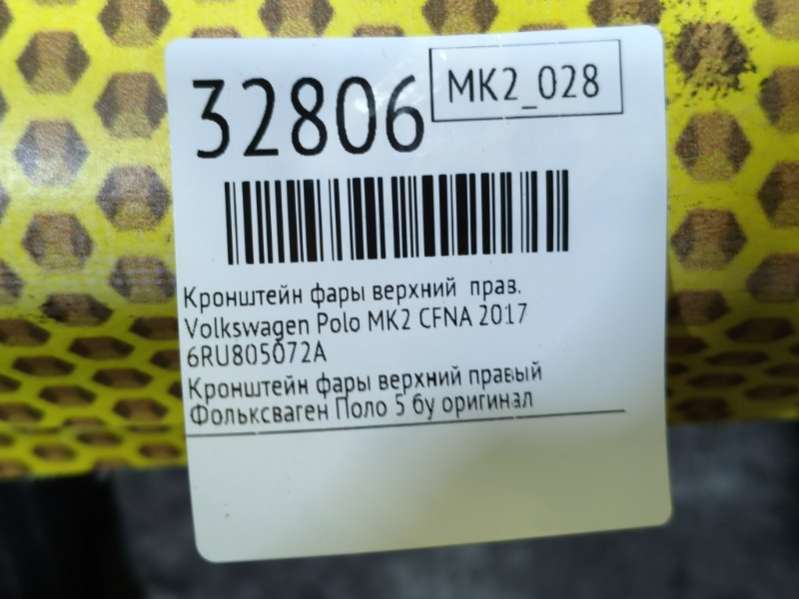 32806
MK2_028
Кронштейн фары верхний прав.
Volkswagen Polo MK2 CFNA 2017
6RU805072A
Кронштейн фары верхний правый
Фольксваген Поло 5 бу оригинал